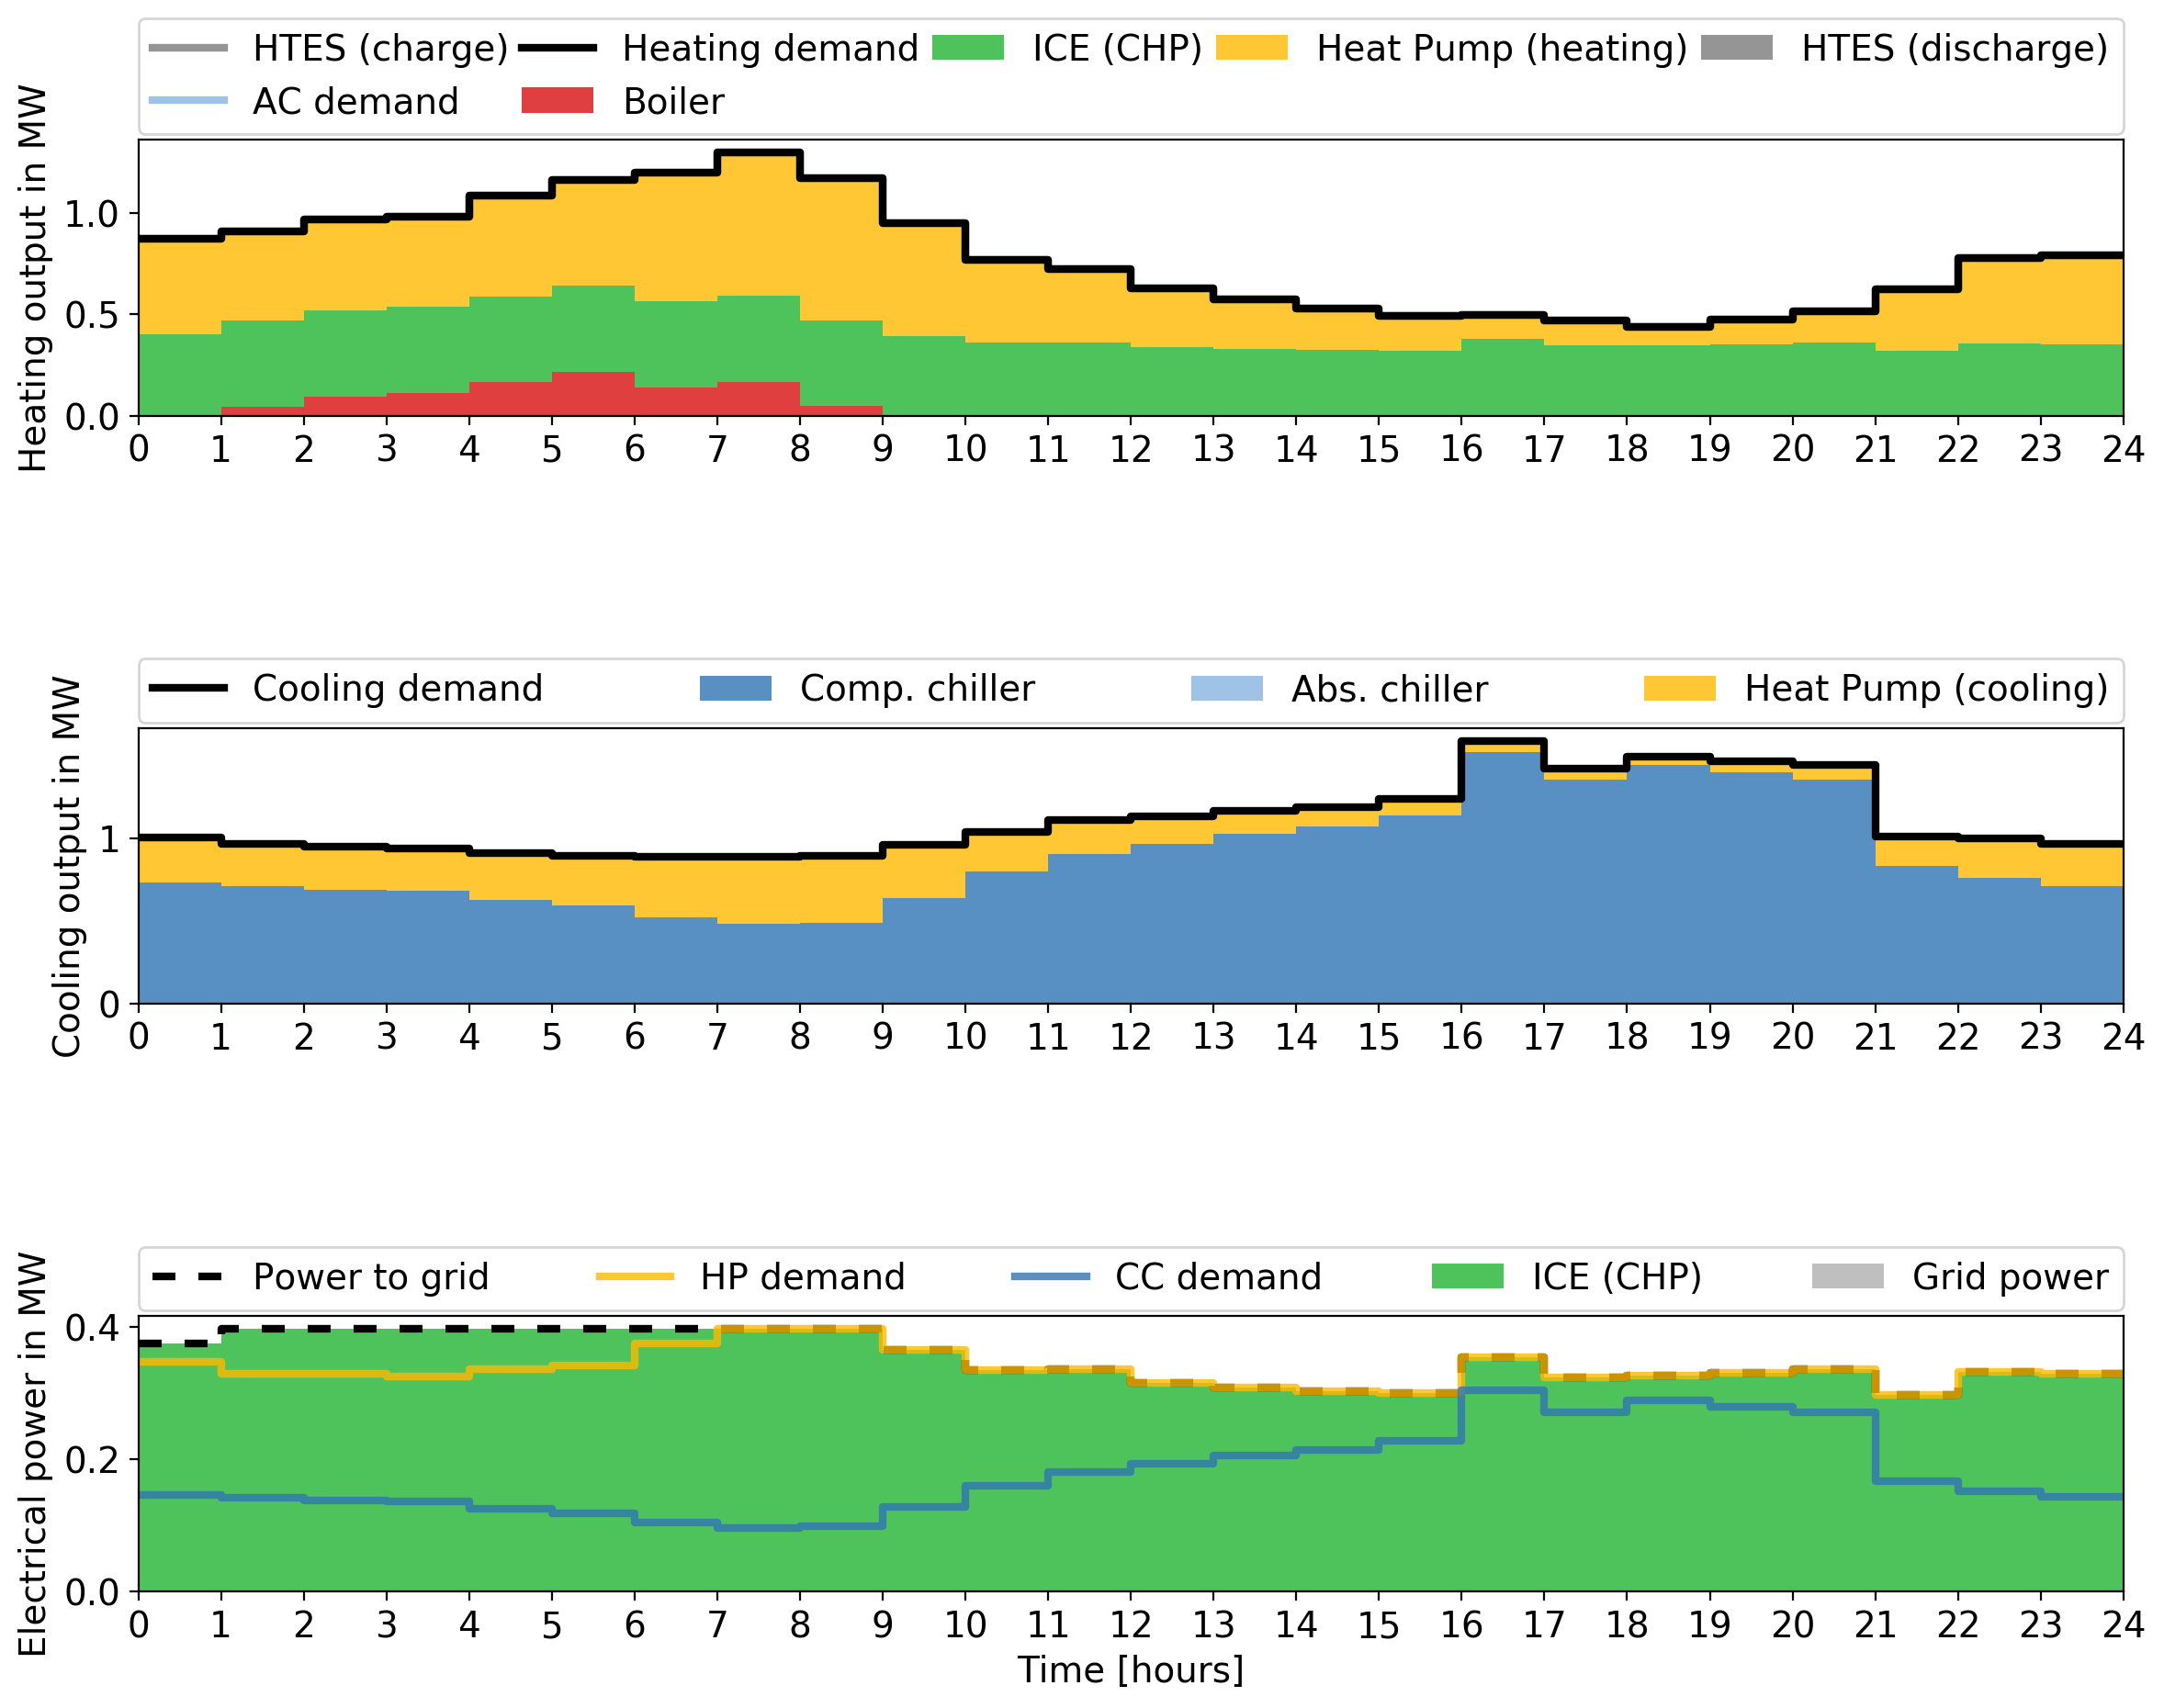 HTES (charge) Heating demand ICE (CHP) Heat Pump (heating) HTES (discharge)
AC demand Boiler
Heating output in MW
1.0
0.5
0.0
0 1 2 3 4 5 6 7 8 9 10 11 12 13 14 15 16 17 18 19 20 21 22 23 24
Cooling demand Comp. chiller Abs. chiller Heat Pump (cooling)
Cooling output in MW
1
0
0 1 2 3 4 5 6 7 8 9 10 11 12 13 14 15 16 17 18 19 20 21 22 23 24
Power to grid HP demand CC demand ICE (CHP) Grid power
Electrical power in MW
0.4
0.2
0.0
0 1 2 3 4 5 6 7 8 9 10 11 12 13 14 15 16 17 18 19 20 21 22 23 24
Time [hours]